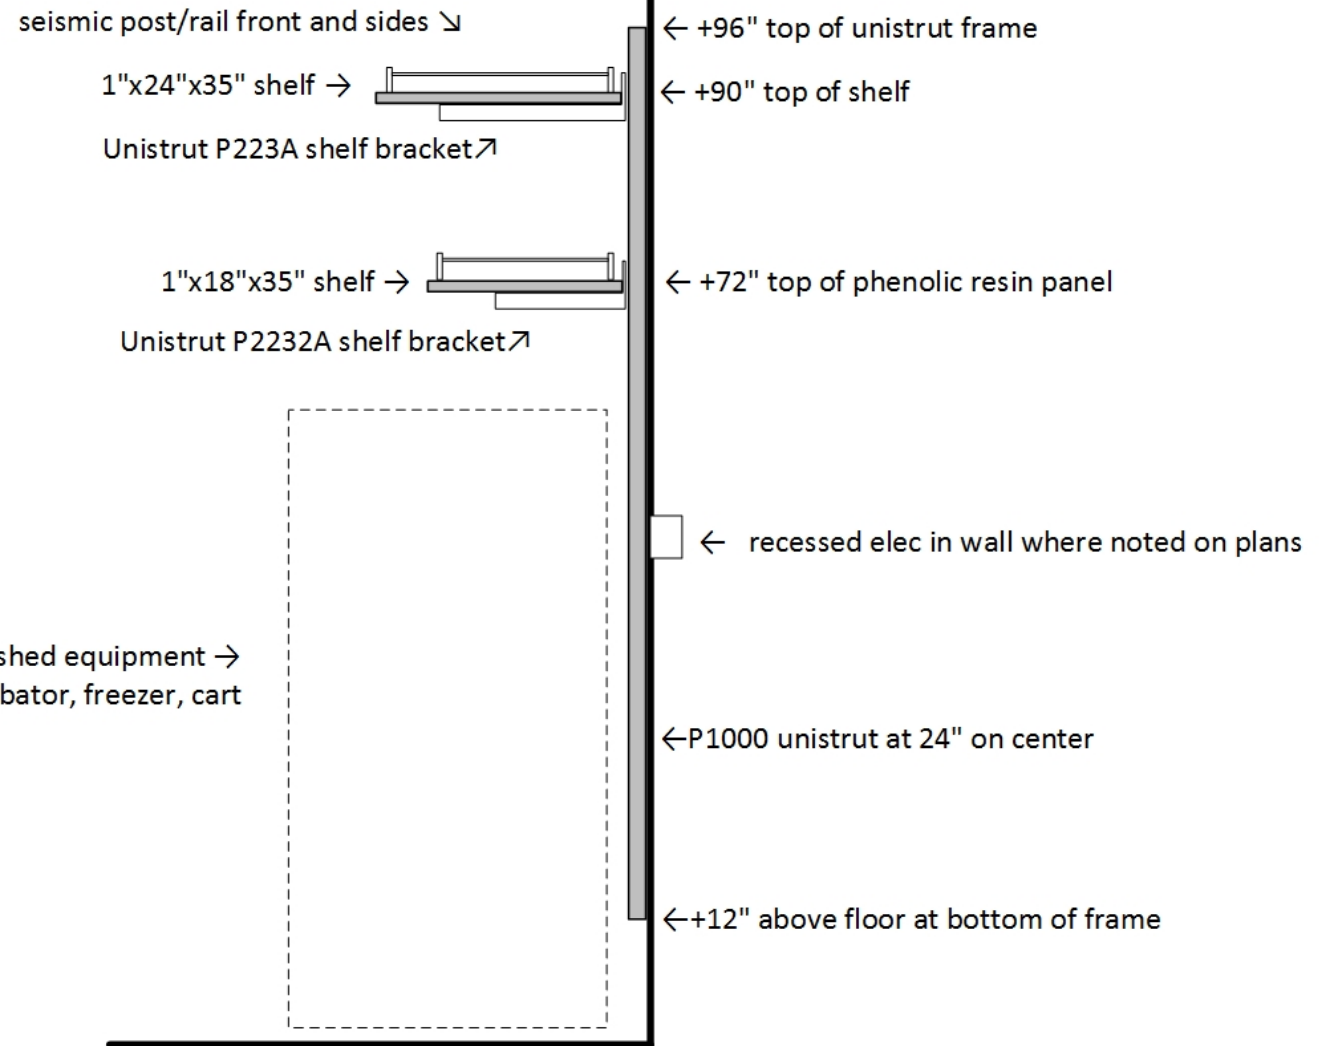 seismic post/rail front and sides ↘
← +96" top of unistrut frame
1"x24"x35" shelf →
← +90" top of shelf
Unistrut P223A shelf bracket↗
1"x18"x35" shelf →
← +72" top of phenolic resin panel
Unistrut P2232A shelf bracket↗
← recessed elec in wall where noted on plans
shed equipment →
bator, freezer, cart
←P1000 unistrut at 24" on center
←+12" above floor at bottom of frame